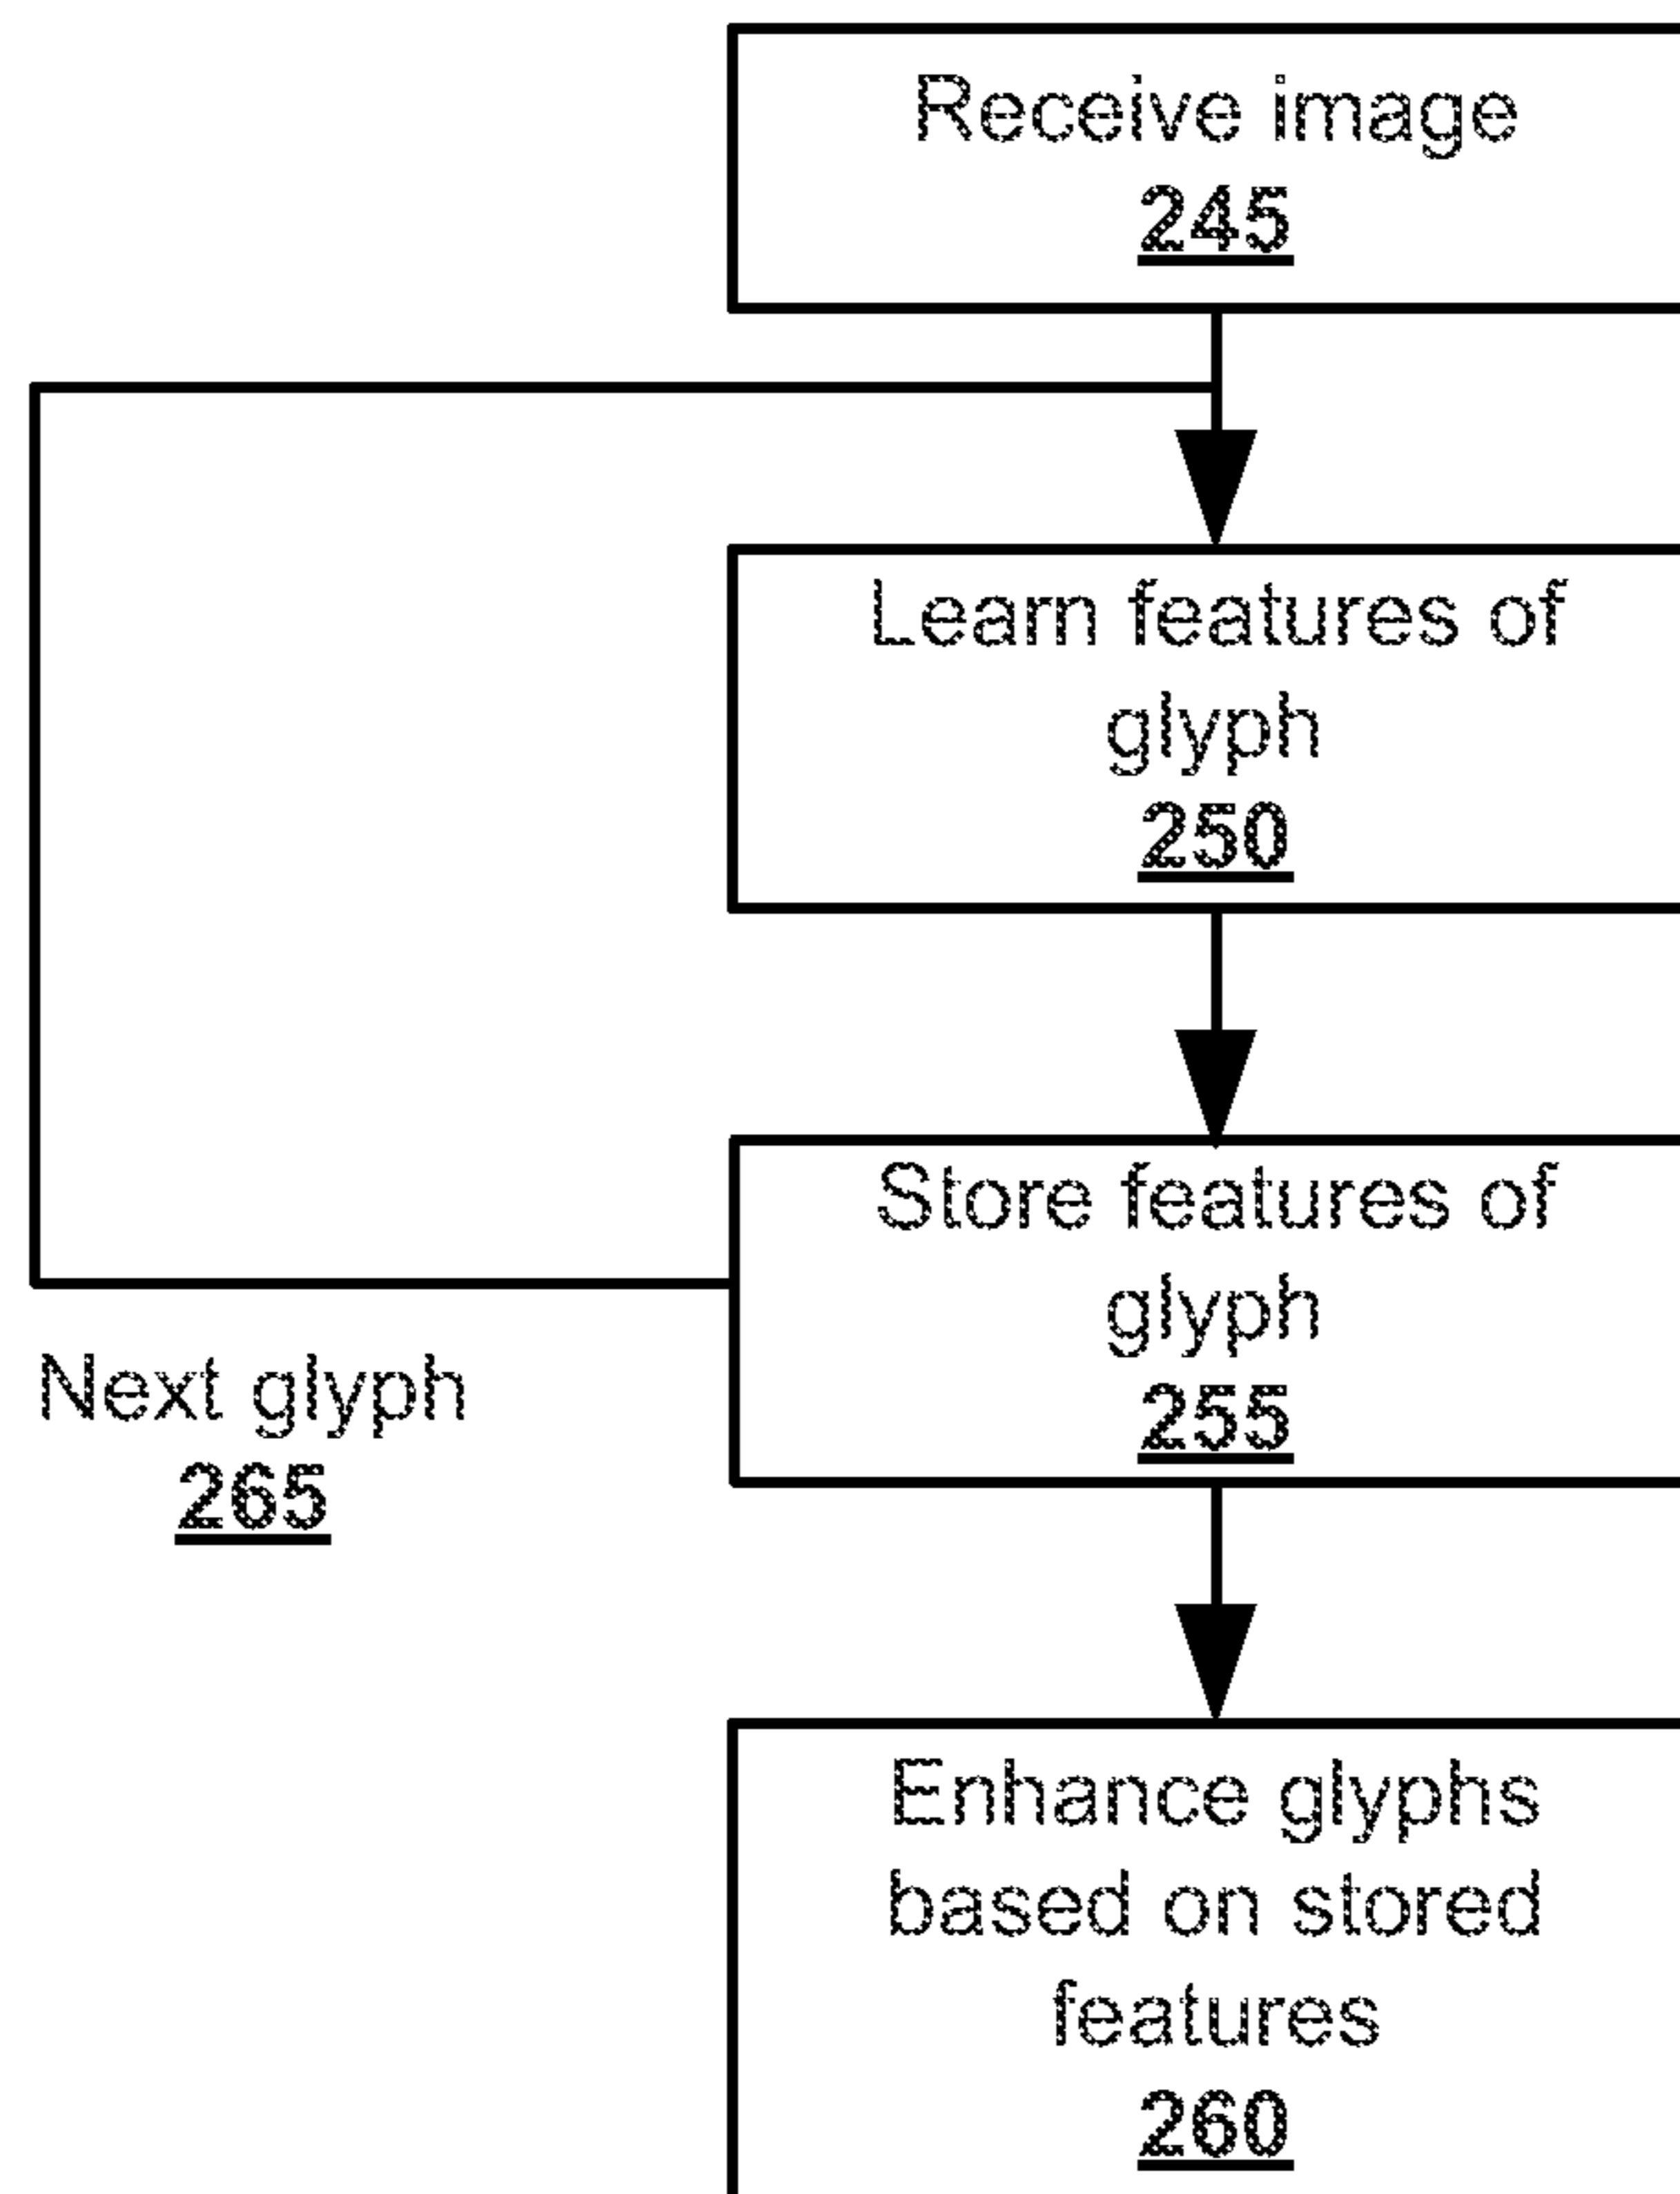 Receive image
245
Learn features of
glyph
250
Store features of
glyph
255
Next glyph
265
Enhance glyphs
based on stored
features
260